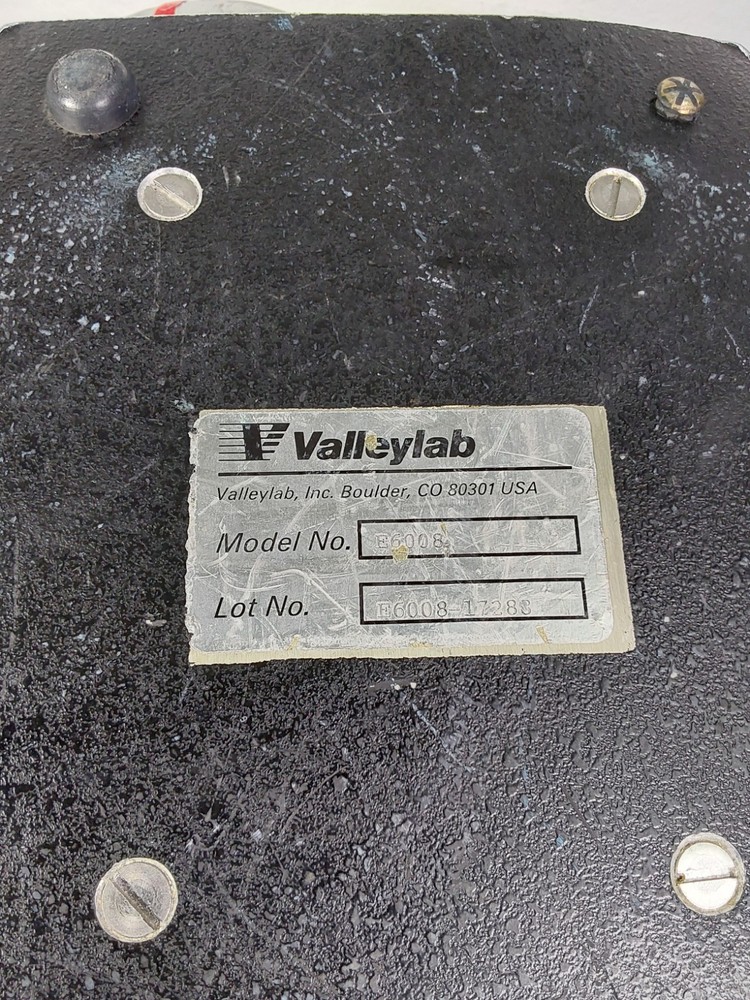 Valleylab
Valleylab, Inc. Boulder, CO 80301 USA
Model No. E6008
Lot No. E6008-17288